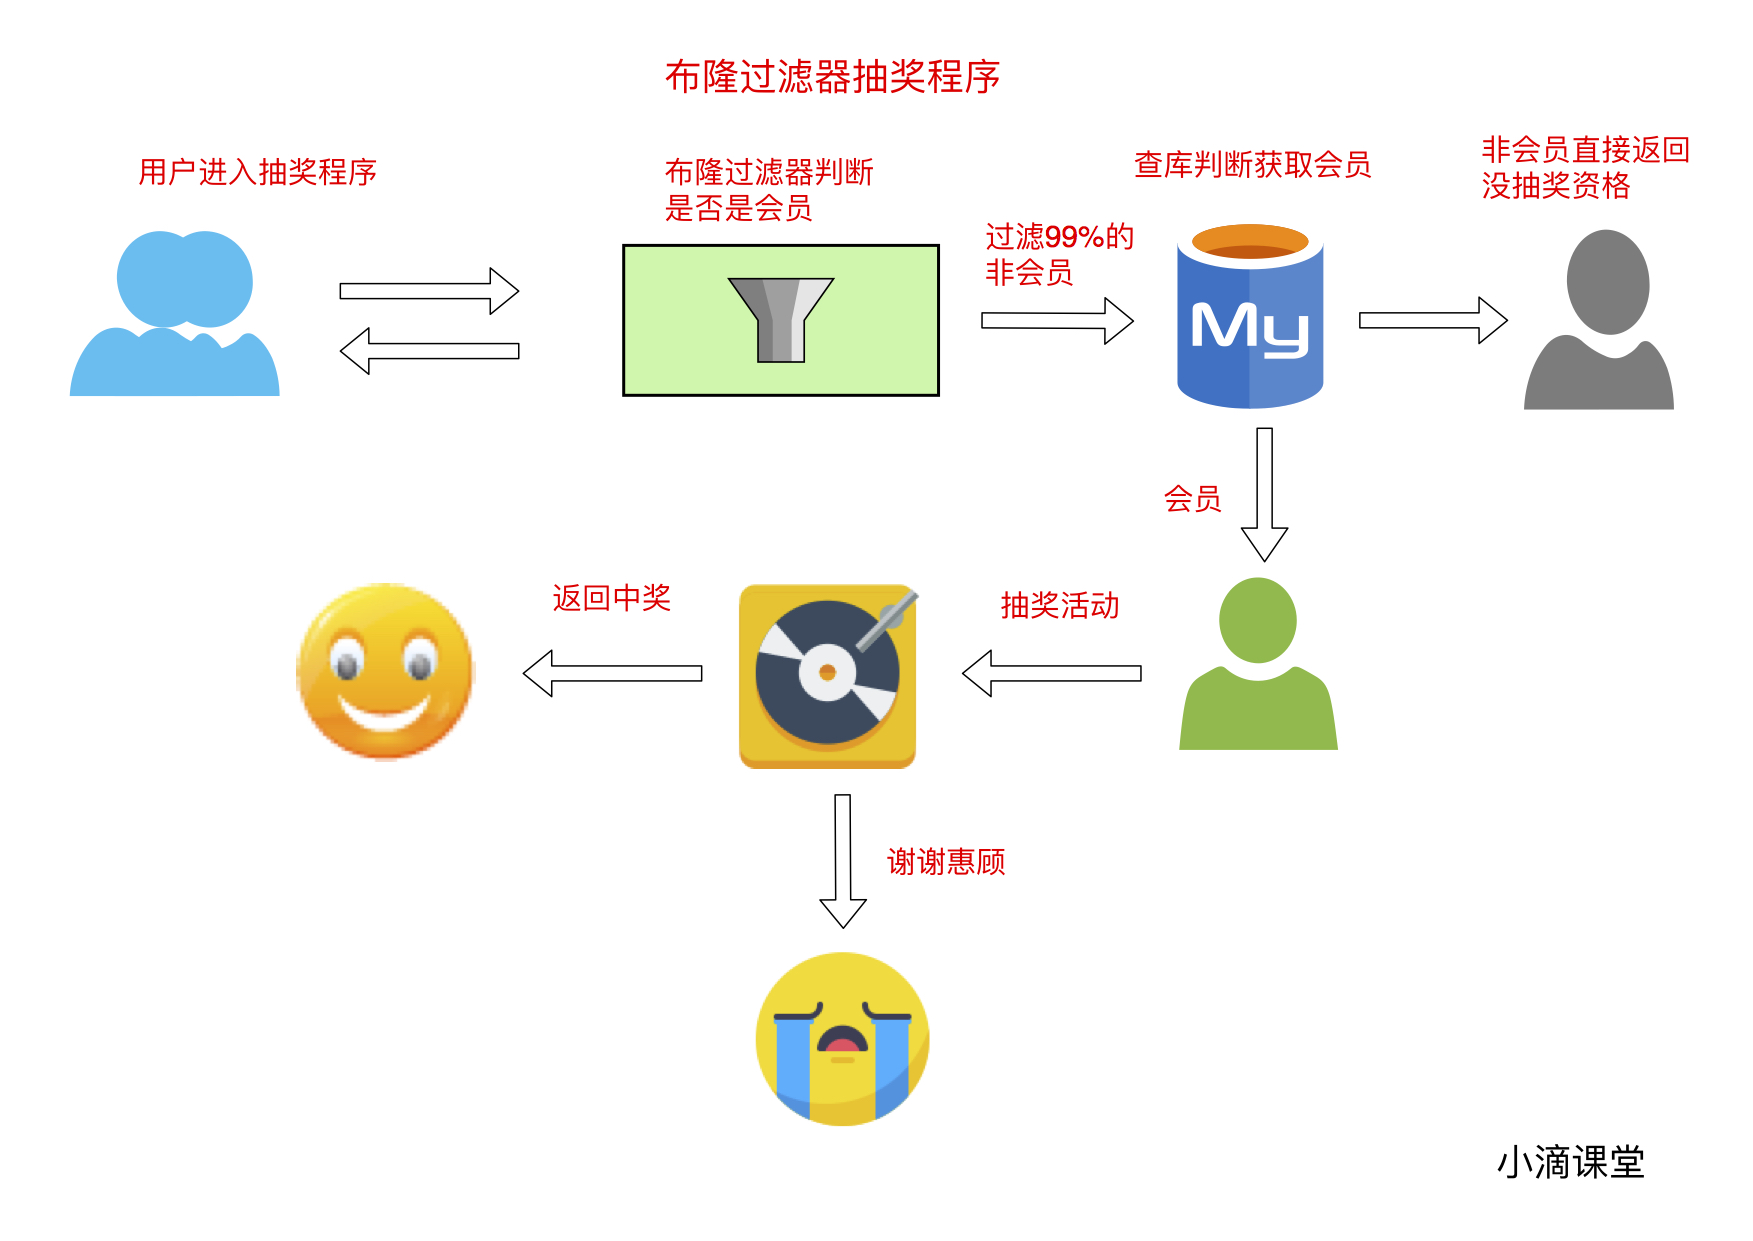 布隆过滤器抽奖程序
用户进入抽奖程序
布隆过滤器判断
是否是会员
过滤99%的
非会员
查库判断获取会员
非会员直接返回
没抽奖资格
My
会员
返回中奖
抽奖活动
谢谢惠顾
小滴课堂